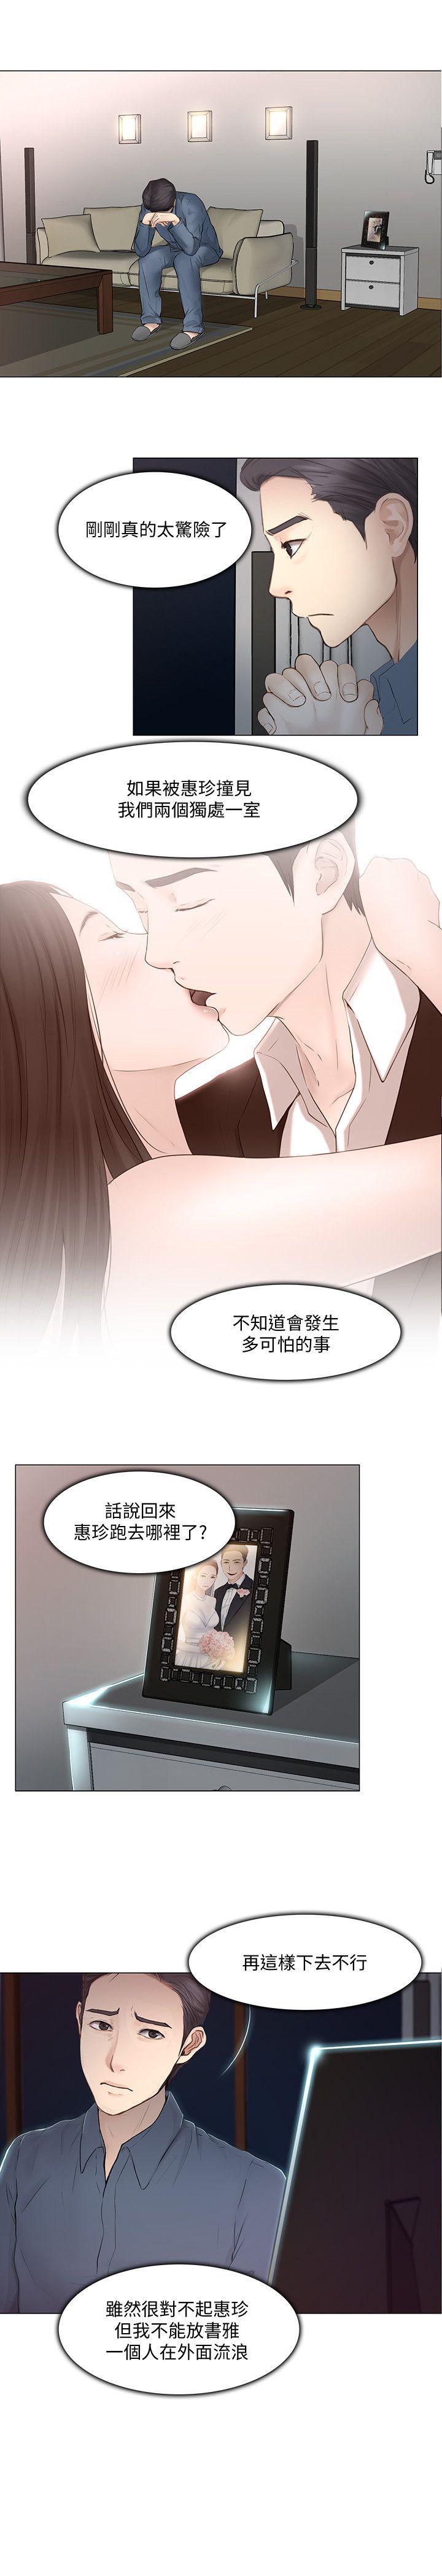 剛剛真的太驚險了
如果被惠珍撞見
我們兩個獨處一室
不知道會發生
多可怕的事
話說回來
惠珍跑去哪裡了?
再這樣下去不行
雖然很對不起惠珍
但我不能放書雅
一個人在外面流浪